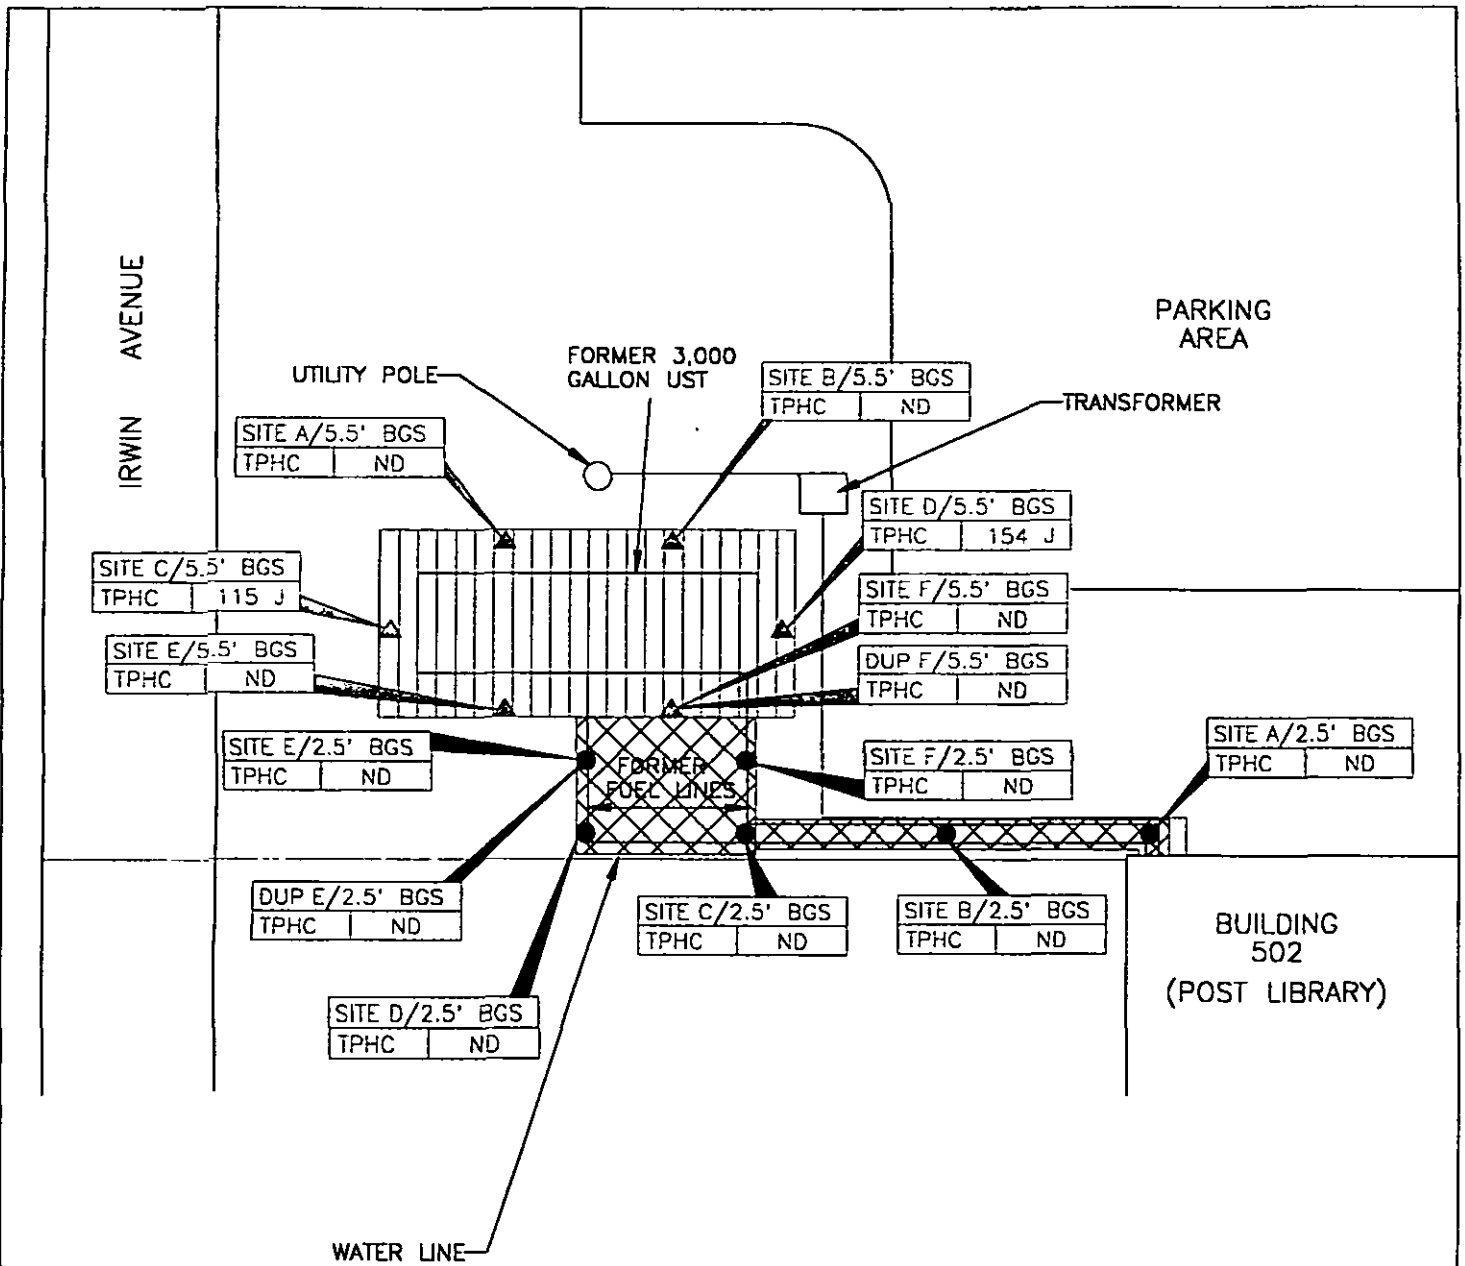 IRWIN AVENUE
PARKING
AREA
UTILITY POLE
FORMER 3,000
GALLON UST
SITE B/5.5' BGS
TPHC ND
TRANSFORMER
SITE A/5.5' BGS
TPHC ND
SITE D/5.5' BGS
TPHC 154 J
SITE C/5.5' BGS
TPHC 115 J
SITE F/5.5' BGS
TPHC ND
SITE E/5.5' BGS
TPHC ND
DUP F/5.5' BGS
TPHC ND
SITE E/2.5' BGS
TPHC ND
FORMER
FUEL LINES
SITE F/2.5' BGS
TPHC ND
SITE A/2.5' BGS
TPHC ND
DUP E/2.5' BGS
TPHC ND
SITE C/2.5' BGS
TPHC ND
SITE B/2.5' BGS
TPHC ND
BUILDING
502
(POST LIBRARY)
SITE D/2.5' BGS
TPHC ND
WATER LINE